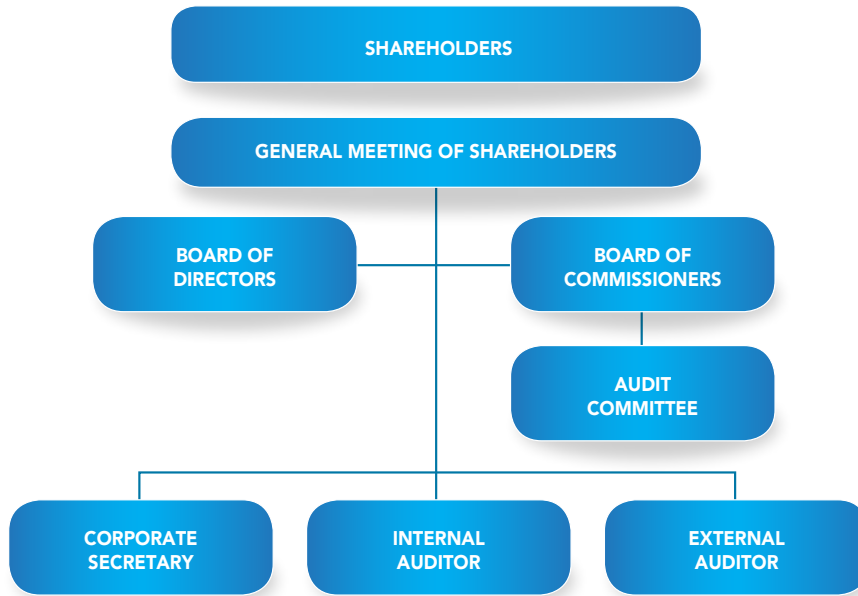 SHAREHOLDERS
GENERAL MEETING OF SHAREHOLDERS
BOARD OF
DIRECTORS
BOARD OF
COMMISSIONERS
AUDIT
COMMITTEE
CORPORATE
SECRETARY
INTERNAL
AUDITOR
EXTERNAL
AUDITOR